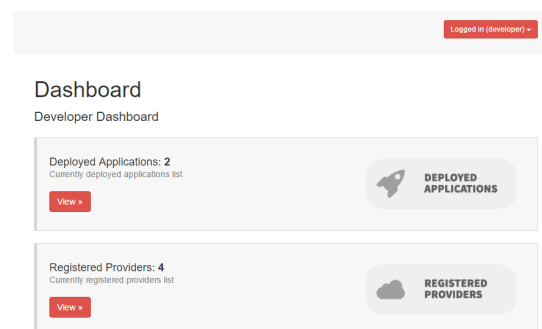 Logged in (developer)
Dashboard
Developer Dashboard
Deployed Applications: 2
Currently deployed applications list
View »
DEPLOYED
APPLICATIONS
Registered Providers: 4
Currently registered providers list
View »
REGISTERED
PROVIDERS